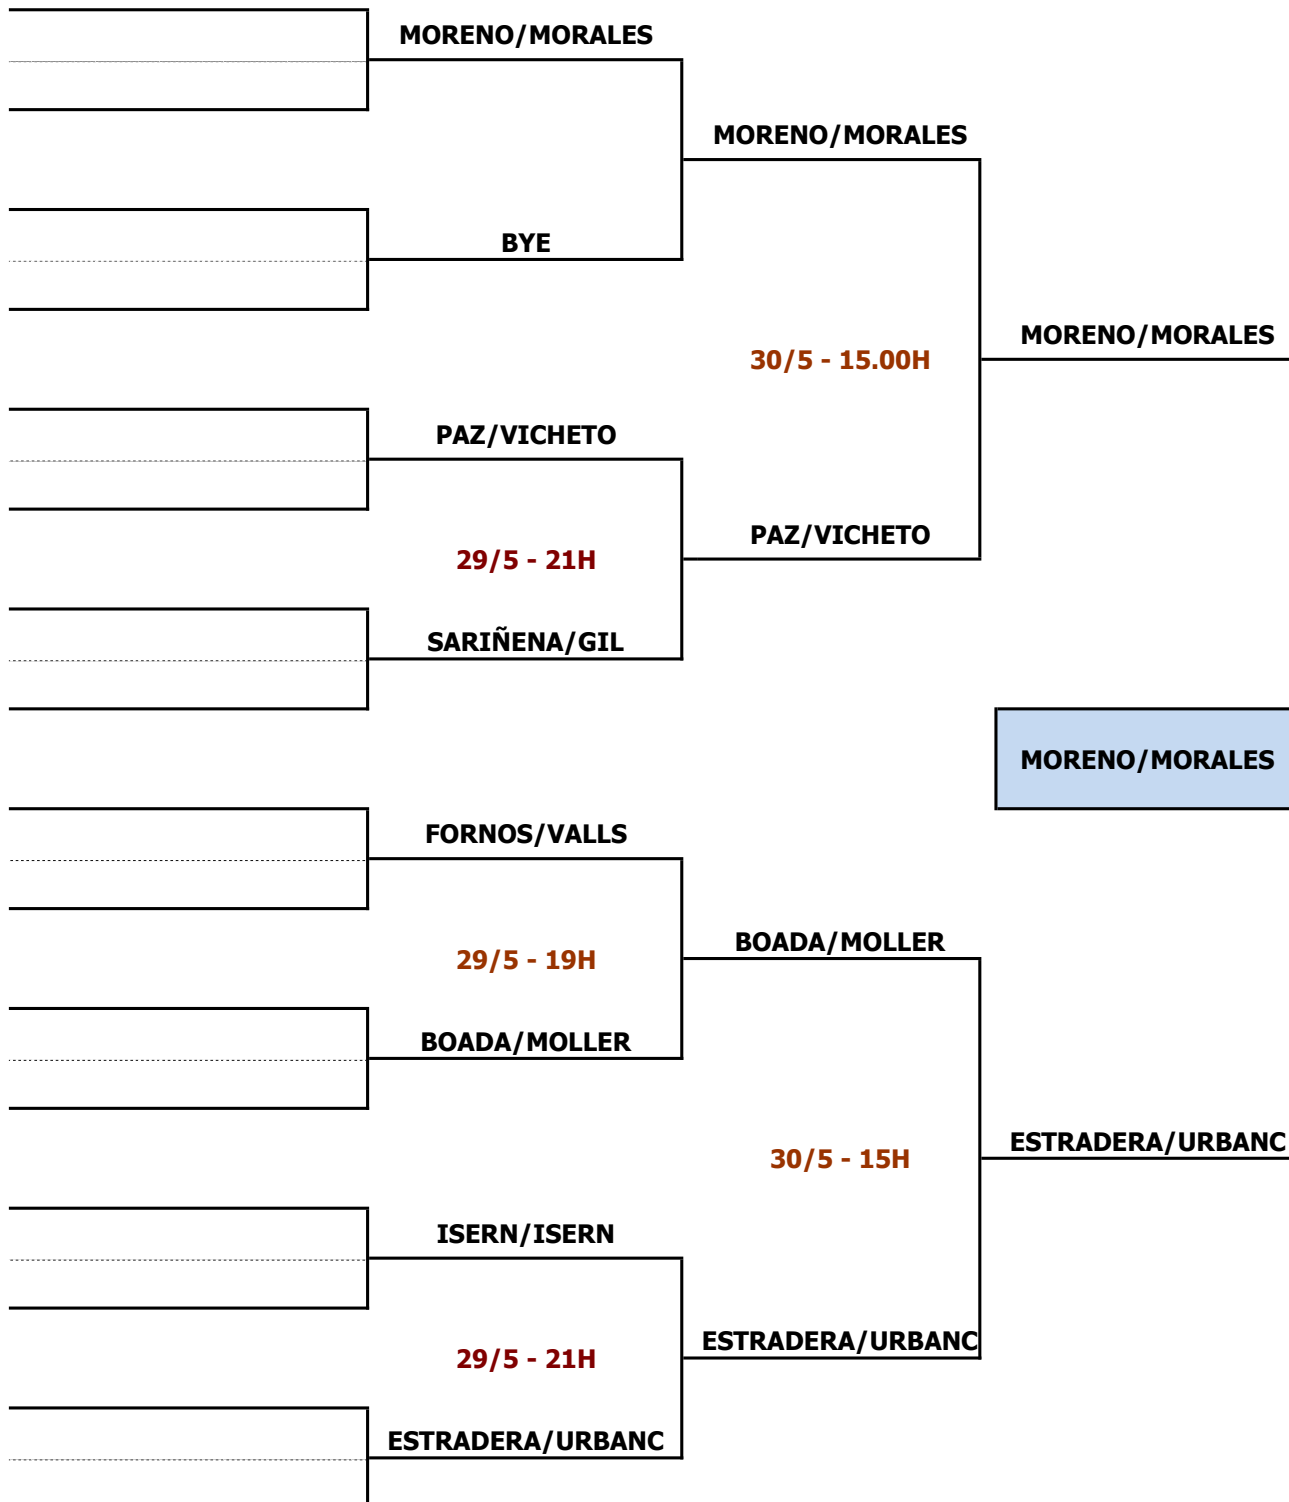 MORENO/MORALES
MORENO/MORALES
BYE
MORENO/MORALES
30/5 - 15.00H
PAZ/VICHETO
PAZ/VICHETO
29/5 - 21H
SARIÑENA/GIL
MORENO/MORALES
FORNOS/VALLS
BOADA/MOLLER
29/5 - 19H
BOADA/MOLLER
ESTRADERA/URBANC
30/5 - 15H
ISERN/ISERN
ESTRADERA/URBANC
29/5 - 21H
ESTRADERA/URBANC